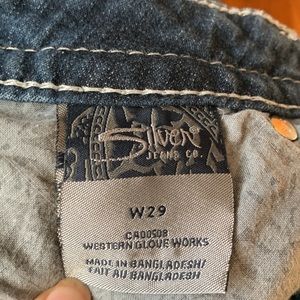 Silver
JEANS CO.
W29
CA00508
WESTERN GLOVE WORKS
MADE IN BANGLADESH/
FAIT AU BANGLADESH